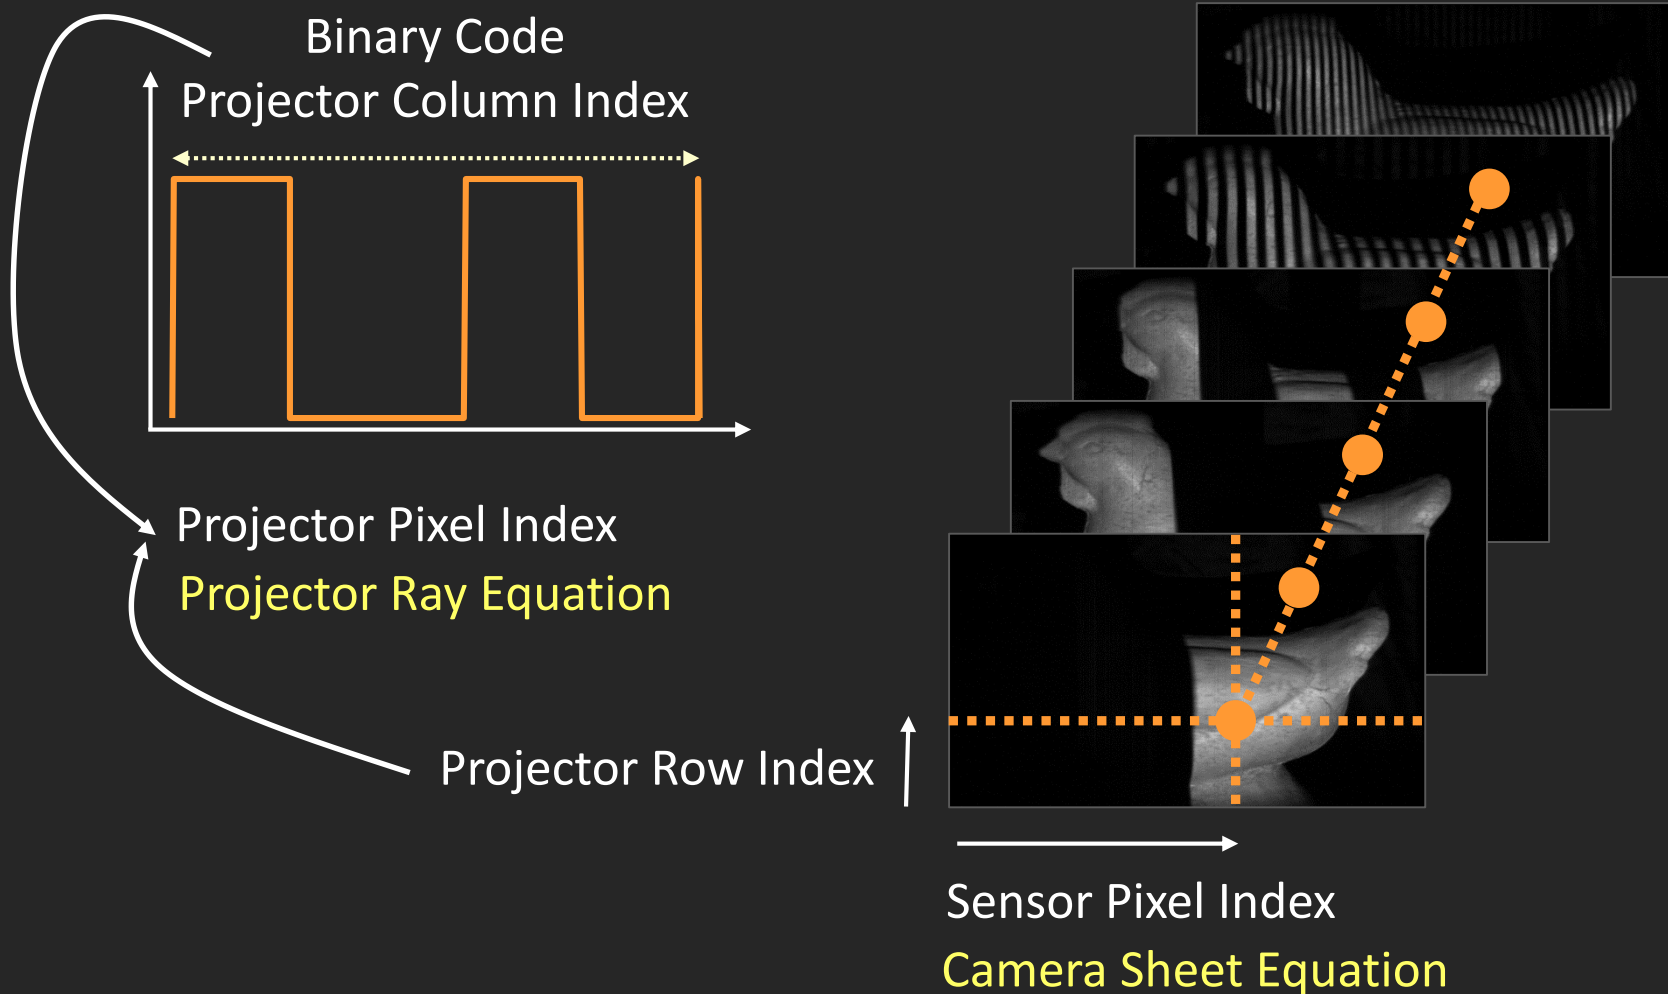 Binary Code
Projector Column Index
Projector Pixel Index
Projector Ray Equation
Projector Row Index
Sensor Pixel Index
Camera Sheet Equation